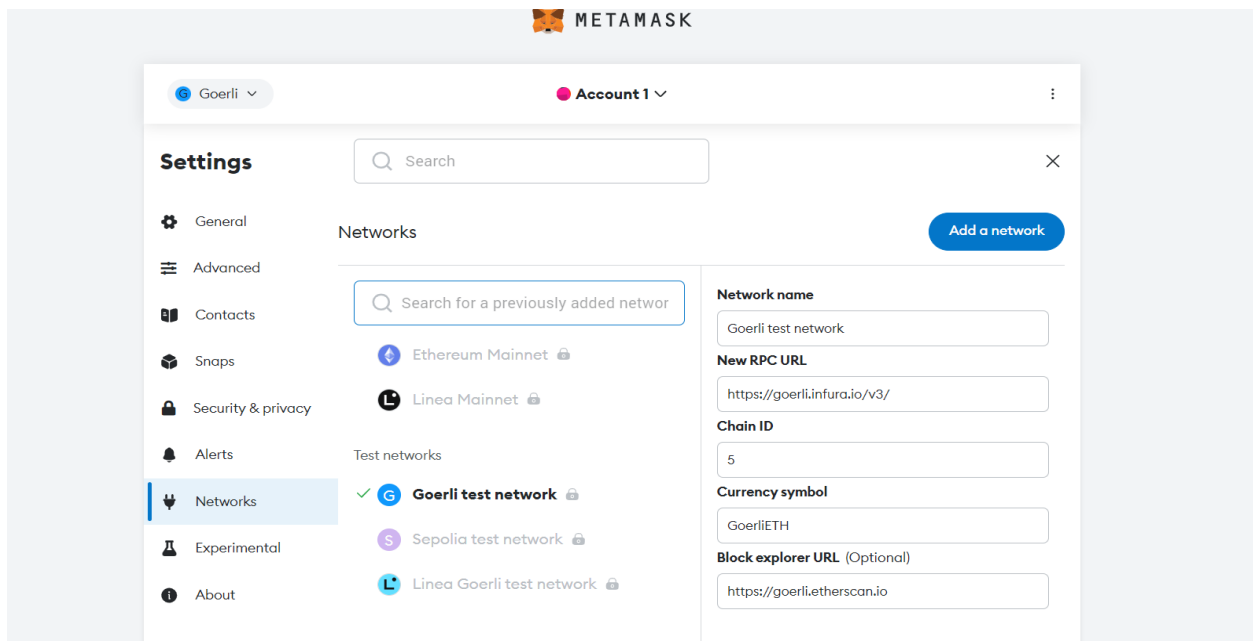 METAMASK
G Goerli
Account 1
Settings
Search
General
Advanced
Contacts
Snaps
Security & privacy
Alerts
Networks
Experimental
About
Networks
Add a network
Search for a previously added networ
Ethereum Mainnet
L Linea Mainnet
Test networks
G Goerli test network
S Sepolia test network
L Linea Goerli test network
Network name
Goerli test network
New RPC URL
https://goerli.infura.io/v3/
Chain ID
5
Currency symbol
GoerliETH
Block explorer URL (Optional)
https://goerli.etherscan.io